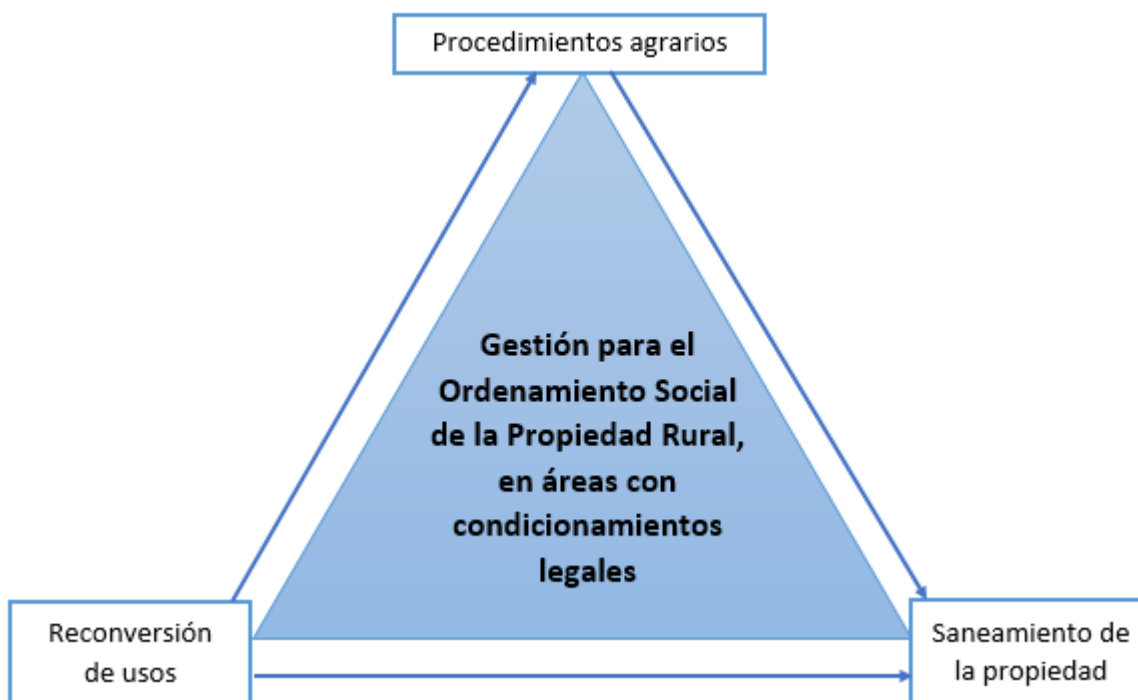 Procedimientos agrarios
Gestión para el
Ordenamiento Social
de la Propiedad Rural,
en áreas con
condicionamientos
legales
Reconversión
de usos
Saneamiento de
la propiedad